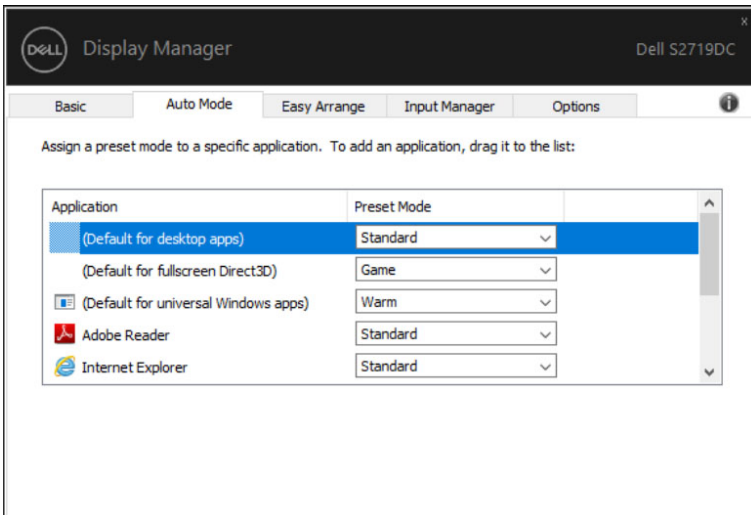 x
DELL Display Manager Dell S2719DC
Basic Auto Mode Easy Arrange Input Manager Options i
Assign a preset mode to a specific application. To add an application, drag it to the list:
Application Preset Mode
(Default for desktop apps) Standard
(Default for fullscreen Direct3D) Game
(Default for universal Windows apps) Warm
Adobe Reader Standard
Internet Explorer Standard